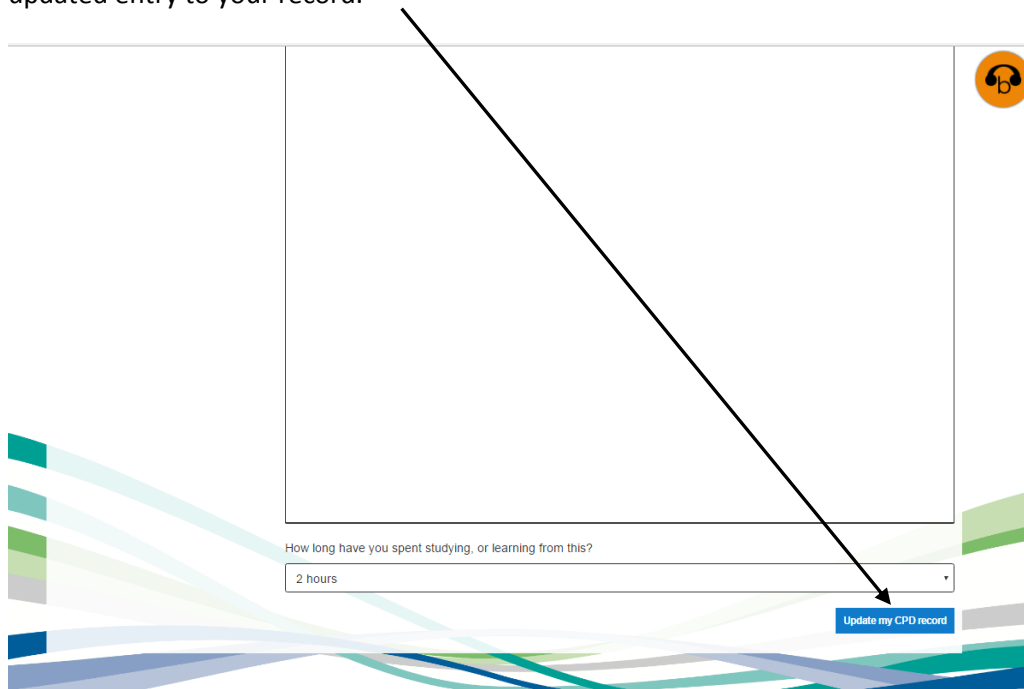 updated entry to your record.
b
How long have you spent studying, or learning from this?
2 hours
Update my CPD record